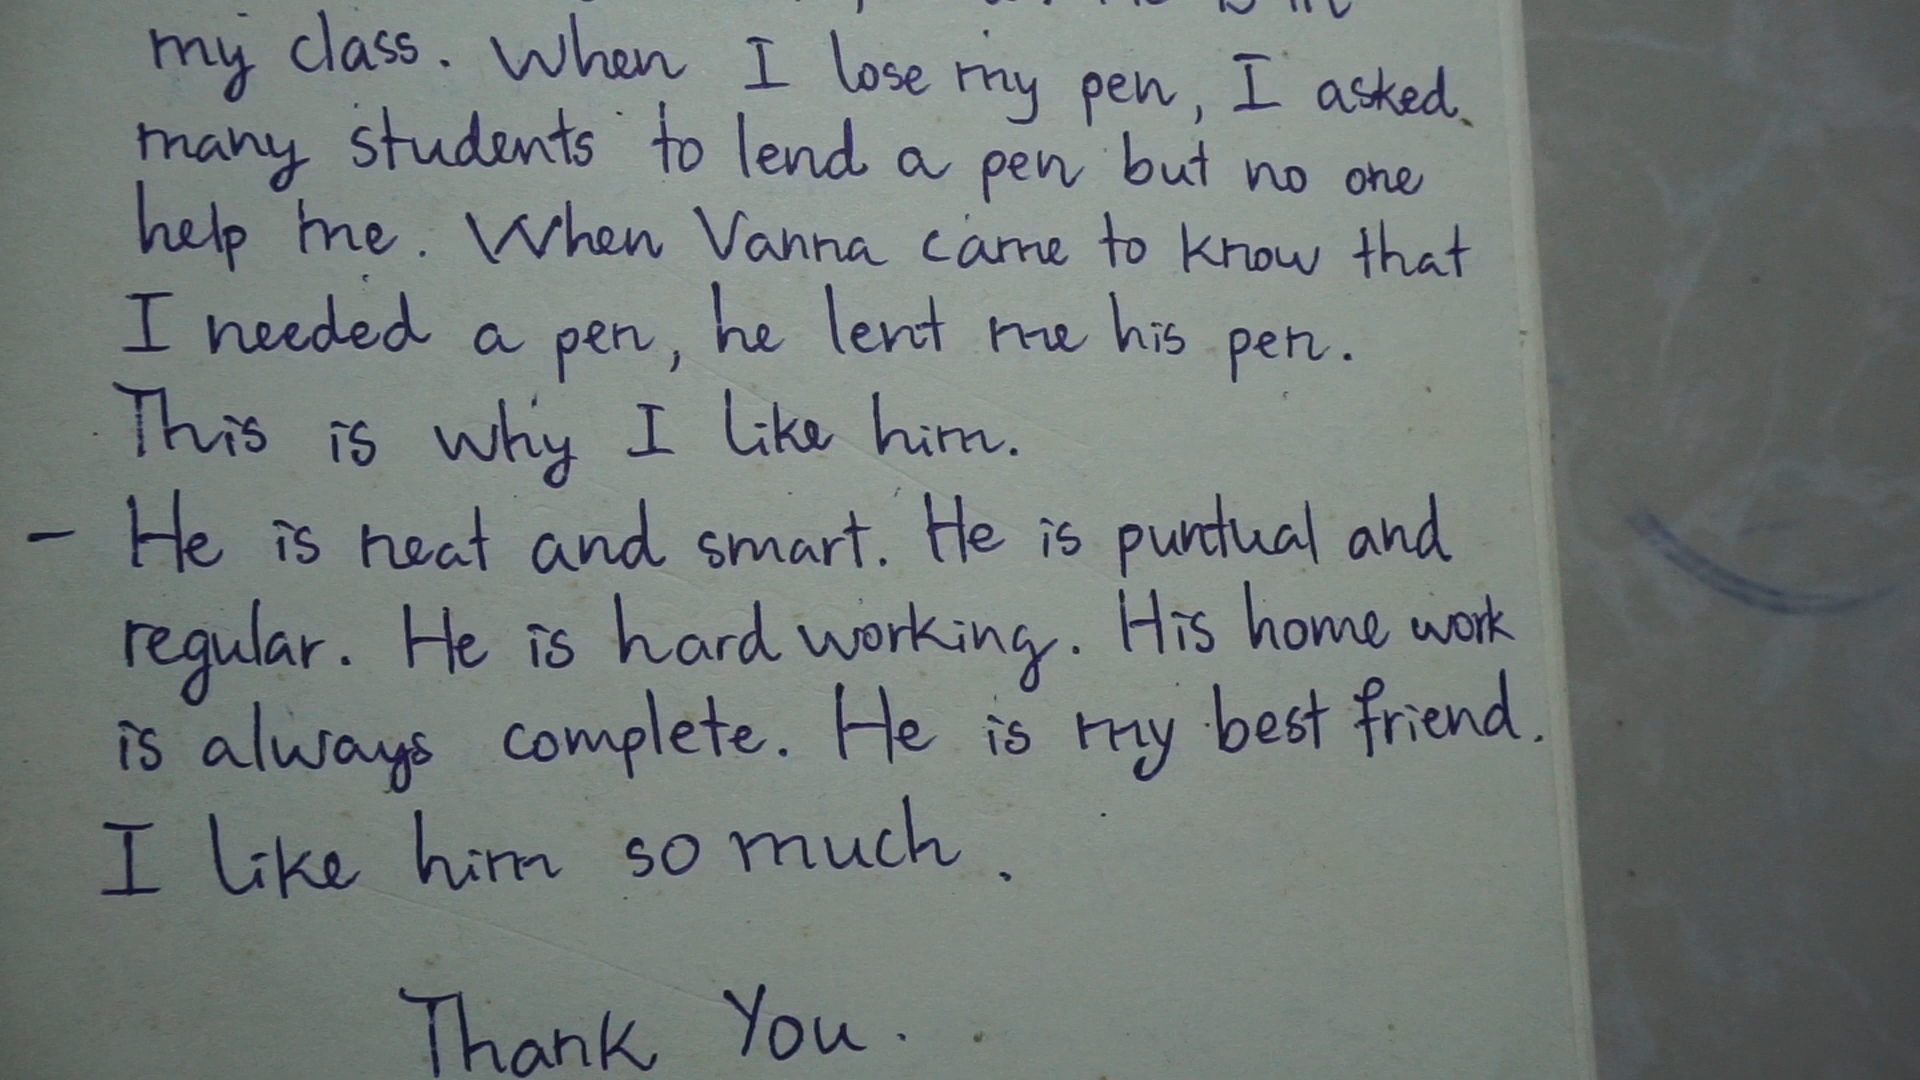 my class. When I lose my pen, I asked
many students to lend a pen but no one
help me. When Vanna came to know that
I needed a pen, he lent me his pen.
This is why I like him.
- He is neat and smart. He is puntual and
regular. He is hard working. His home work
is always complete. He is my best friend.
I like him so much.
Thank You.